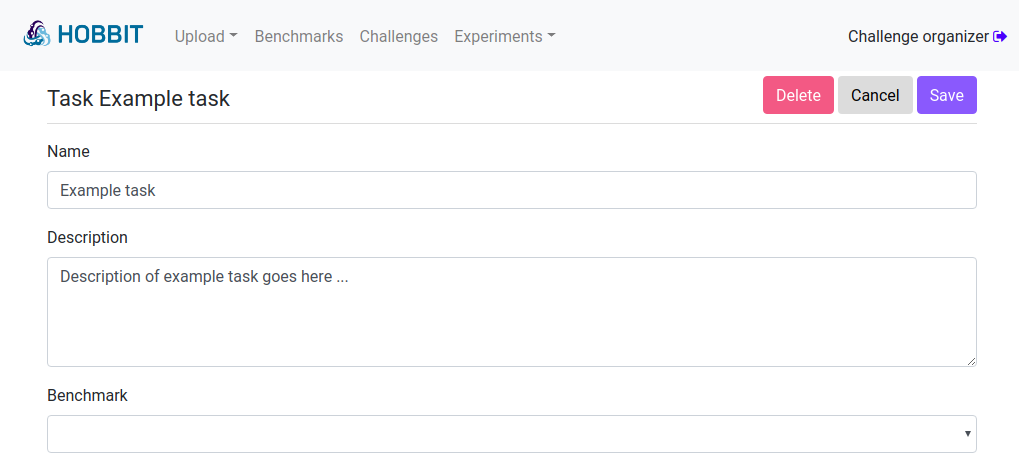 HOBBIT Upload Benchmarks Challenges Experiments Challenge organizer
Task Example task Delete Cancel Save
Name
Example task
Description
Description of example task goes here ...
Benchmark